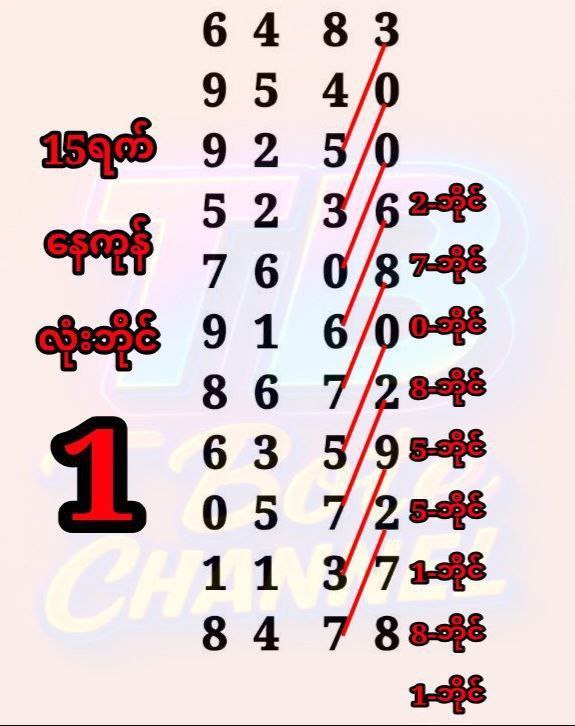 6 4 8 3
9 5 4 0
15ရက် 9 2 5 0
5 2 3 6 2-ဘိုင်
နေကုန် 7 6 0 8 7-ဘိုင်
လုံးဘိုင် 9 1 6 0 0-ဘိုင်
8 6 7 2 8-ဘိုင်
1 6 3 5 9 5-ဘိုင်
0 5 7 2 5-ဘိုင်
1 1 3 7 1-ဘိုင်
8 4 7 8 8-ဘိုင်
1-ဘိုင်
TB
T Bone
CHANNEL